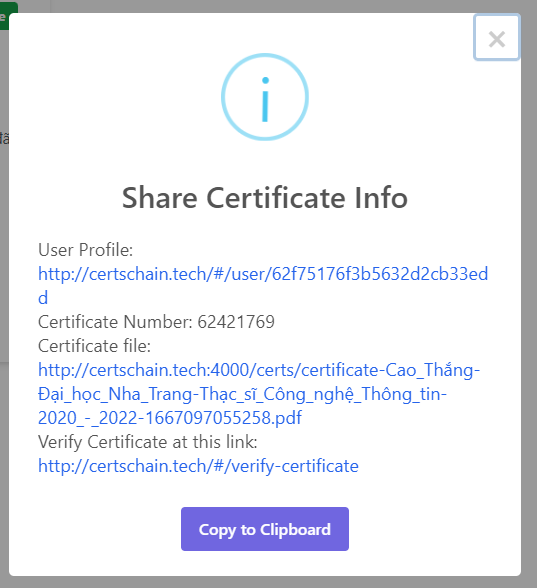 Share Certificate Info
User Profile:
http://certschain.tech/#/user/62f75176f3b5632d2cb33ed
d
Certificate Number: 62421769
Certificate file:
http://certschain.tech:4000/certs/certificate-Cao_Thắng-
Đại_học_Nha_Trang-Thạc_sĩ_Công_nghệ_Thông_tin-
2020_-_2022-1667097055258.pdf
Verify Certificate at this link:
http://certschain.tech/#/verify-certificate
Copy to Clipboard